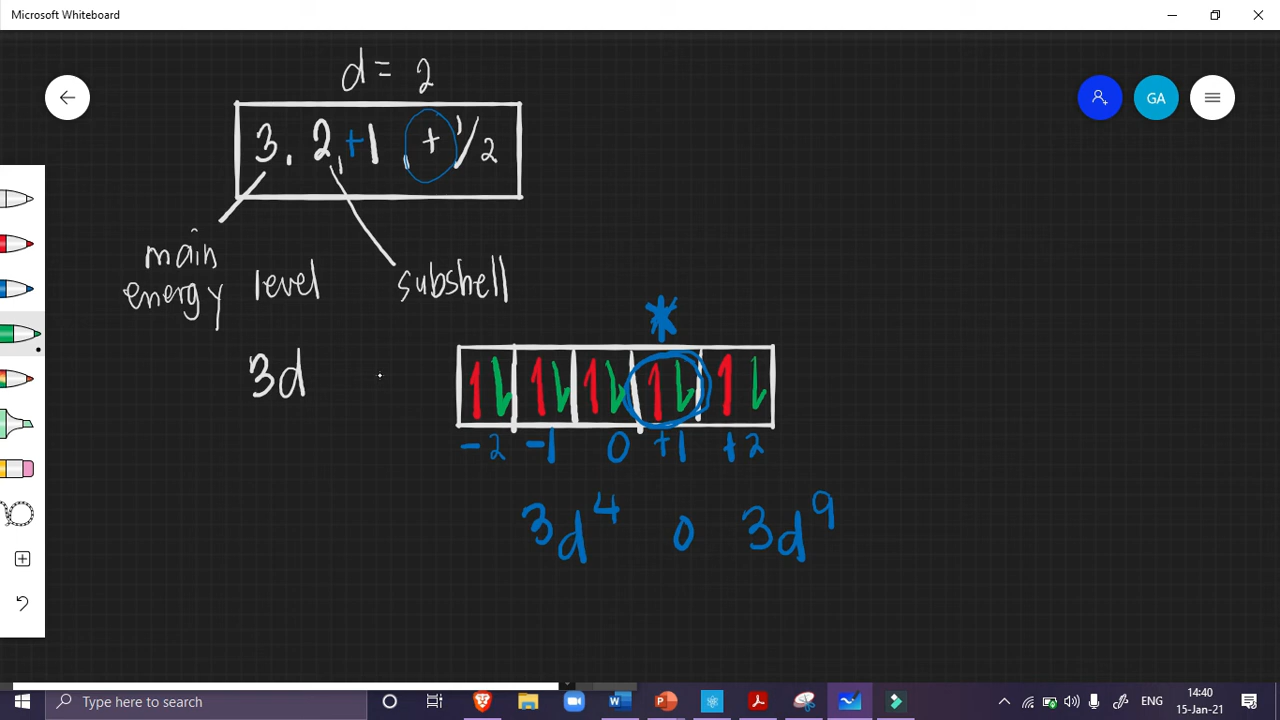 Microsoft Whiteboard
d = 2
3, 2, +1, +1/2
GA
main energy level
subshell
*
3d
-2 -1 0 +1 +2
3d⁴ o 3d⁹
Type here to search
ENG
14:40
15-Jan-21